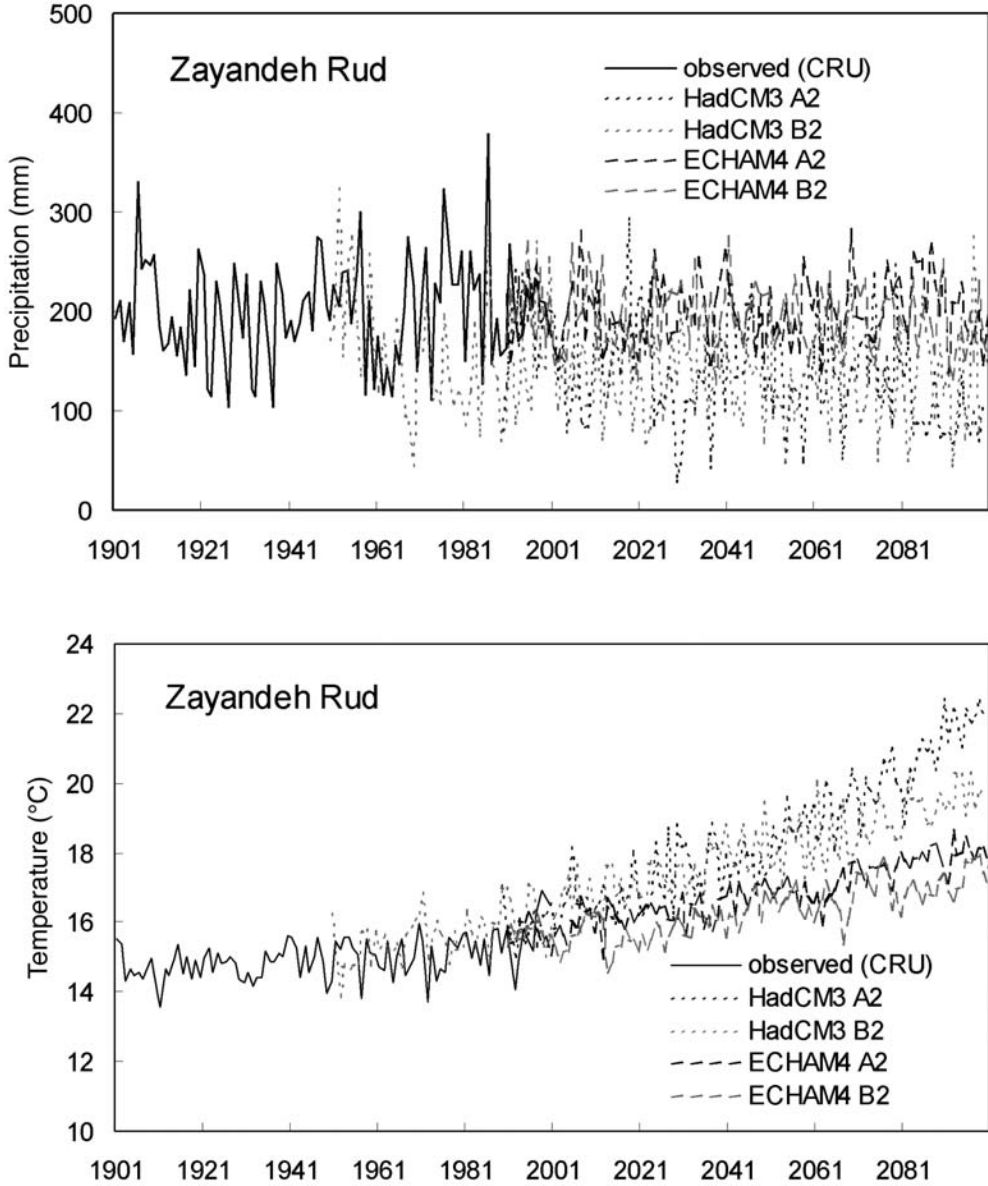 500
400
300
200
100
0
Precipitation (mm)
Zayandeh Rud
observed (CRU)
HadCM3 A2
HadCM3 B2
ECHAM4 A2
ECHAM4 B2
1901 1921 1941 1961 1981 2001 2021 2041 2061 2081
24
22
20
18
16
14
12
10
Temperature (°C)
Zayandeh Rud
observed (CRU)
HadCM3 A2
HadCM3 B2
ECHAM4 A2
ECHAM4 B2
1901 1921 1941 1961 1981 2001 2021 2041 2061 2081